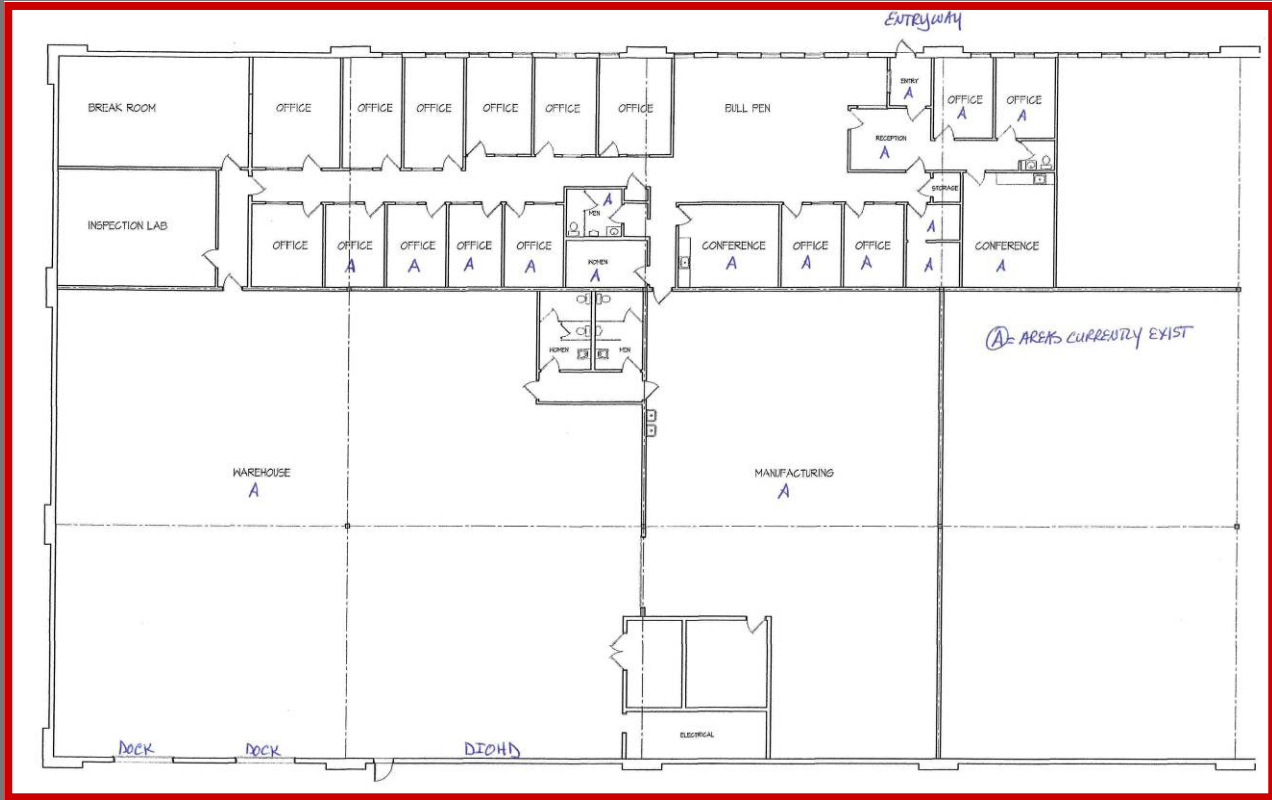 ENTRYWAY
BREAK ROOM
OFFICE
OFFICE
OFFICE
OFFICE
OFFICE
OFFICE
BULL PEN
ENTRY
A
OFFICE
A
OFFICE
A
RECEPTION
A
STORAGE
INSPECTION LAB
OFFICE
OFFICE
A
OFFICE
A
OFFICE
A
OFFICE
A
A
MEN
WOMEN
A
CONFERENCE
A
OFFICE
A
OFFICE
A
A
A
CONFERENCE
A
WOMEN
MEN
A = AREAS CURRENTLY EXIST
WAREHOUSE
A
MANUFACTURING
A
ELECTRICAL
DOCK
DOCK
DIOHD